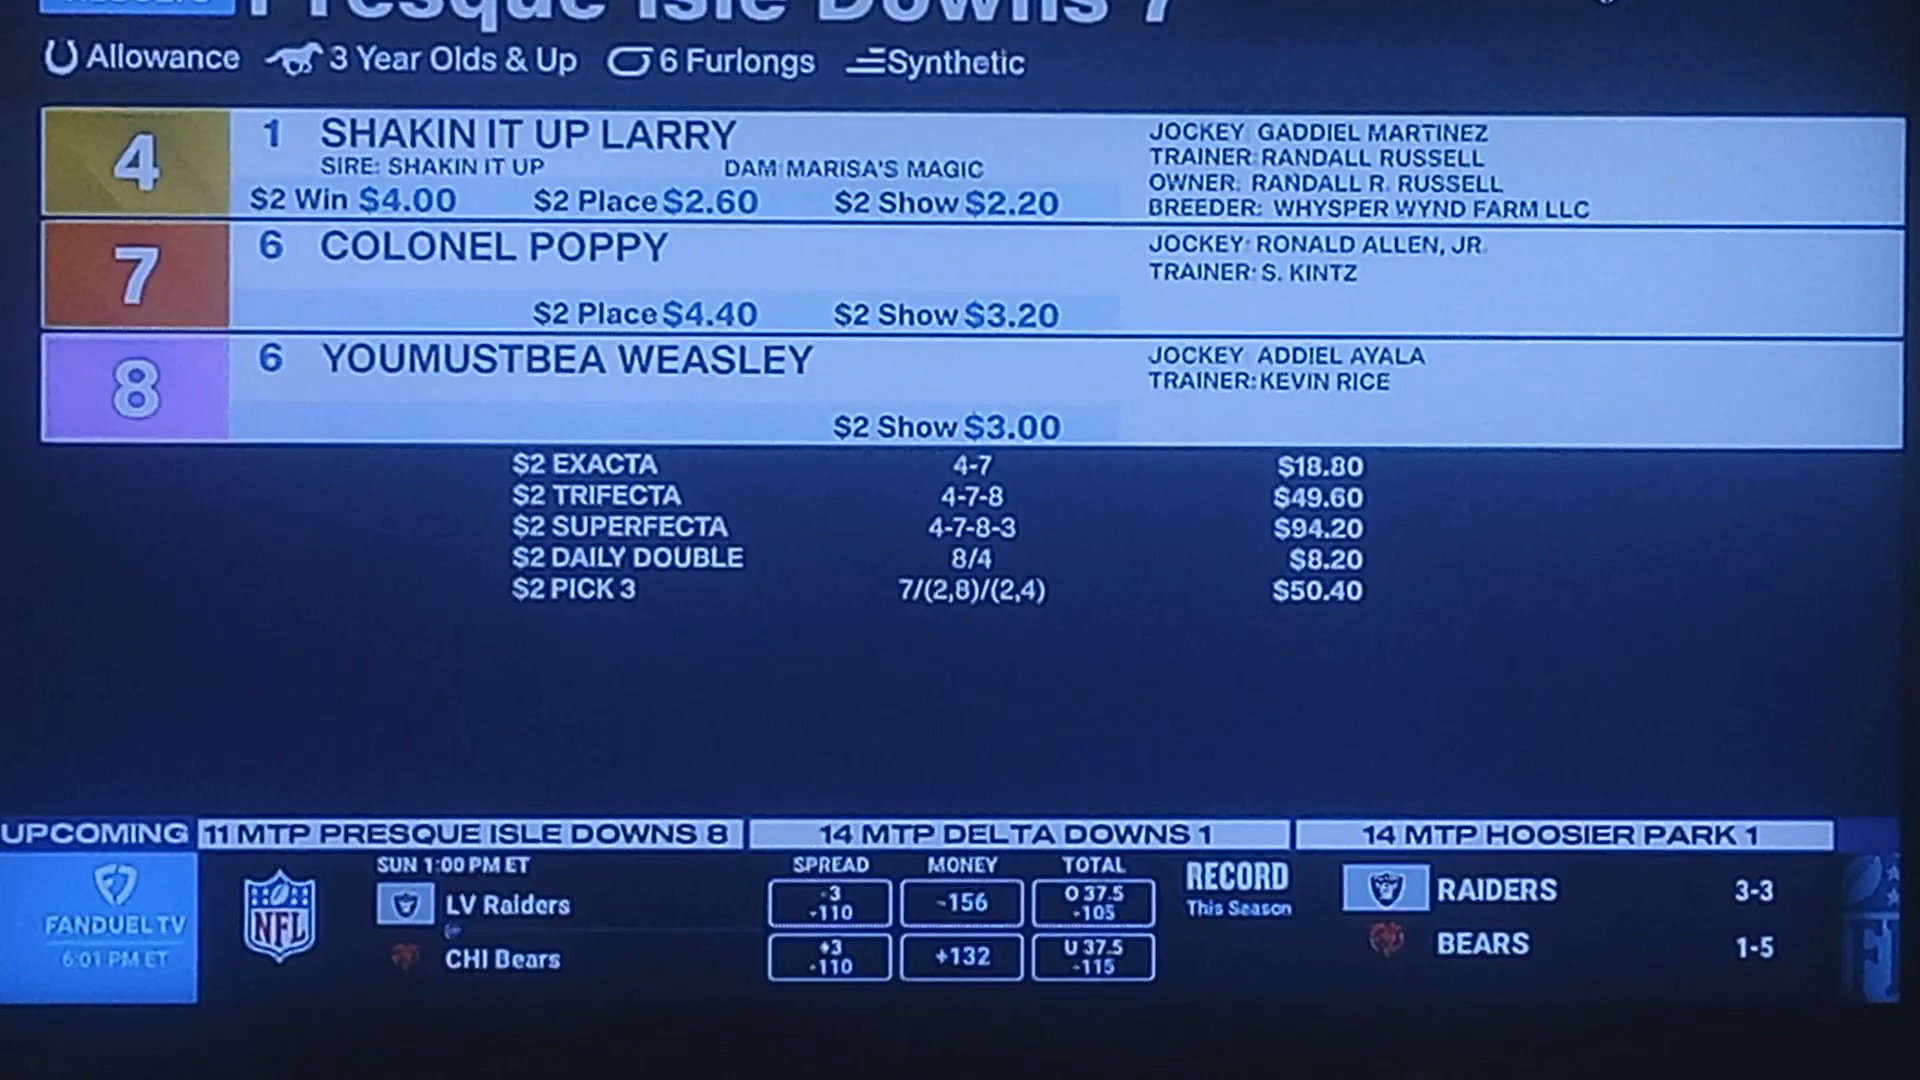 RESULTS
Presque Isle Downs 7
Allowance 3 Year Olds & Up 6 Furlongs Synthetic
4 1 SHAKIN IT UP LARRY
SIRE: SHAKIN IT UP DAM: MARISA'S MAGIC
$2 Win $4.00 $2 Place $2.60 $2 Show $2.20
JOCKEY: GADDIEL MARTINEZ
TRAINER: RANDALL RUSSELL
OWNER: RANDALL R. RUSSELL
BREEDER: WHYSPER WYND FARM LLC
7 6 COLONEL POPPY
$2 Place $4.40 $2 Show $3.20
JOCKEY: RONALD ALLEN, JR.
TRAINER: S. KINTZ
8 6 YOUMUSTBEA WEASLEY
$2 Show $3.00
JOCKEY: ADDIEL AYALA
TRAINER: KEVIN RICE
$2 EXACTA 4-7 $18.80
$2 TRIFECTA 4-7-8 $49.60
$2 SUPERFECTA 4-7-8-3 $94.20
$2 DAILY DOUBLE 8/4 $8.20
$2 PICK 3 7/(2,8)/(2,4) $50.40
UPCOMING 11 MTP PRESQUE ISLE DOWNS 8 14 MTP DELTA DOWNS 1 14 MTP HOOSIER PARK 1
FANDUEL TV
6:01 PM ET
NFL
SUN 1:00 PM ET SPREAD MONEY TOTAL
LV Raiders -3 -110 -156 O 37.5 -105
@
CHI Bears +3 -110 +132 U 37.5 -115
RECORD
This Season
RAIDERS 3-3
BEARS 1-5